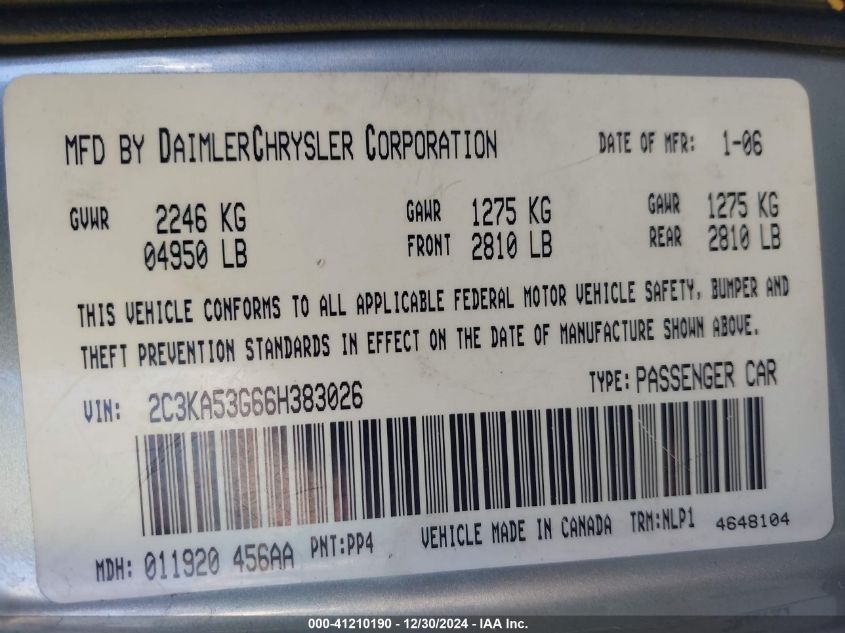 MFD BY DAIMLERCHRYSLER CORPORATION DATE OF MFR: 1-06
GVWR 2246 KG GAWR 1275 KG GAWR 1275 KG
04950 LB FRONT 2810 LB REAR 2810 LB
THIS VEHICLE CONFORMS TO ALL APPLICABLE FEDERAL MOTOR VEHICLE SAFETY, BUMPER AND
THEFT PREVENTION STANDARDS IN EFFECT ON THE DATE OF MANUFACTURE SHOWN ABOVE.
VIN: 2C3KA53G66H383026 TYPE: PASSENGER CAR
MDH: 011920 456AA PNT:PP4 VEHICLE MADE IN CANADA TRM:NLP1 4648104
000-41210190 - 12/30/2024 - IAA Inc.